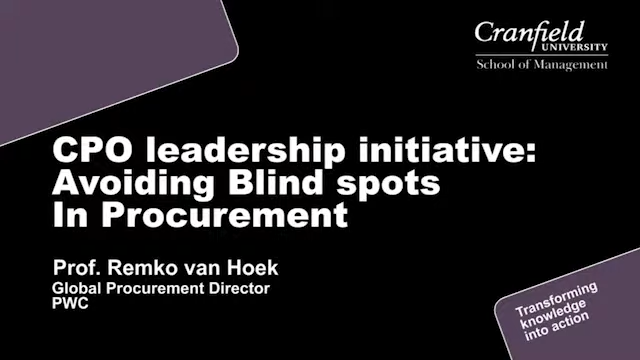 Cranfield
UNIVERSITY
School of Management
CPO leadership initiative:
Avoiding Blind spots
In Procurement
Prof. Remko van Hoek
Global Procurement Director
PWC
Transforming
knowledge
into action